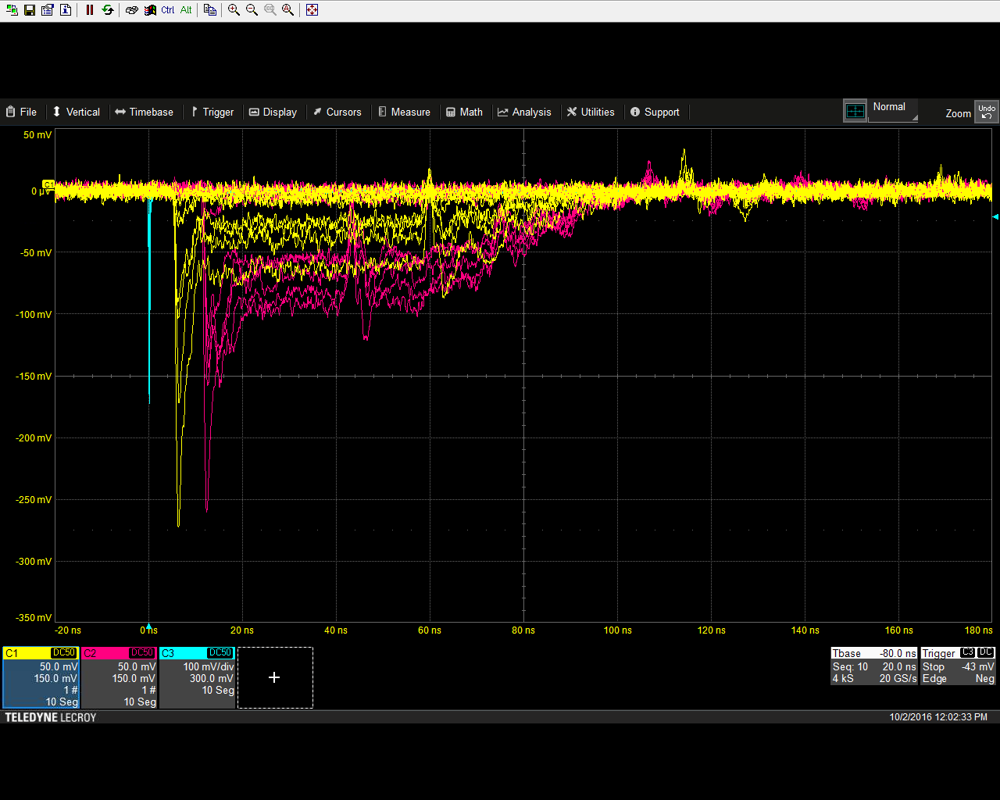 Ctrl Alt
File Vertical Timebase Trigger Display Cursors Measure Math Analysis Utilities Support Normal Zoom Undo
50 mV
C1
0 µV
-50 mV
-100 mV
-150 mV
-200 mV
-250 mV
-300 mV
-350 mV
-20 ns 0 ns 20 ns 40 ns 60 ns 80 ns 100 ns 120 ns 140 ns 160 ns 180 ns
C1 DC50 C2 DC50 C3 DC50 Tbase -80.0 ns Trigger C3 DC
50.0 mV 50.0 mV 100 mV/div Seq: 10 20.0 ns Stop -43 mV
150.0 mV 150.0 mV 300.0 mV 4 kS 20 GS/s Edge Neg
1 # 1 # 10 Seg
10 Seg 10 Seg
TELEDYNE LECROY 10/2/2016 12:02:33 PM